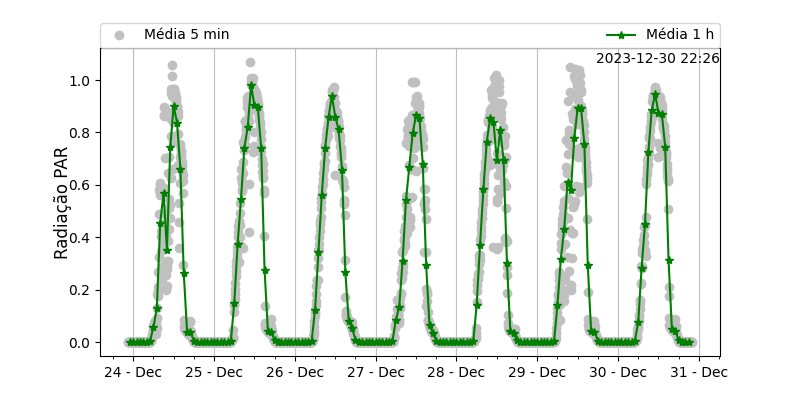 Média 5 min Média 1 h
2023-12-30 22:26
Radiação PAR
1.0
0.8
0.6
0.4
0.2
0.0
24 - Dec 25 - Dec 26 - Dec 27 - Dec 28 - Dec 29 - Dec 30 - Dec 31 - Dec